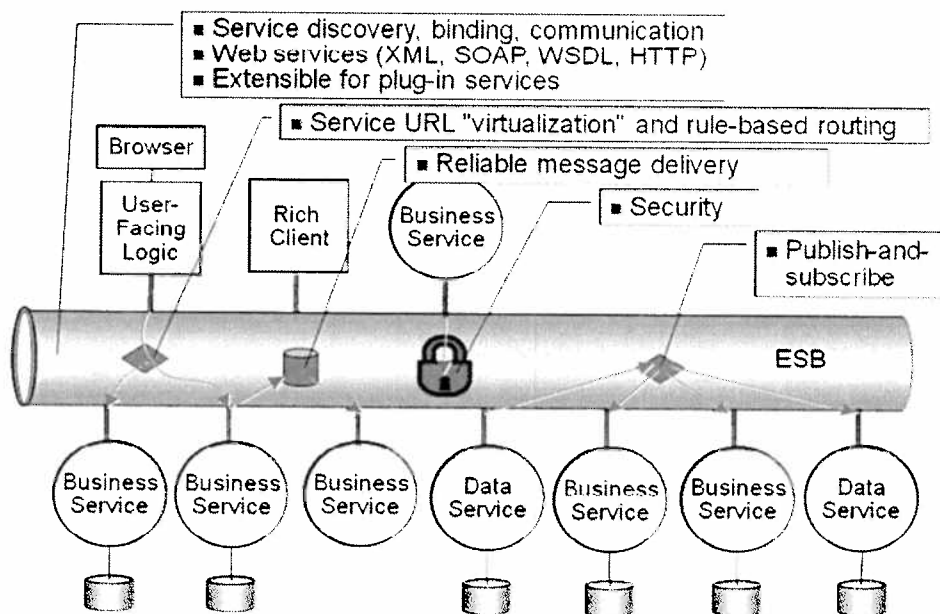 ■ Service discovery, binding, communication
■ Web services (XML, SOAP, WSDL, HTTP)
■ Extensible for plug-in services
■ Service URL "virtualization" and rule-based routing
■ Reliable message delivery
■ Security
■ Publish-and-
subscribe
Browser
User-
Facing
Logic
Rich
Client
Business
Service
ESB
Business
Service
Business
Service
Business
Service
Data
Service
Business
Service
Business
Service
Data
Service